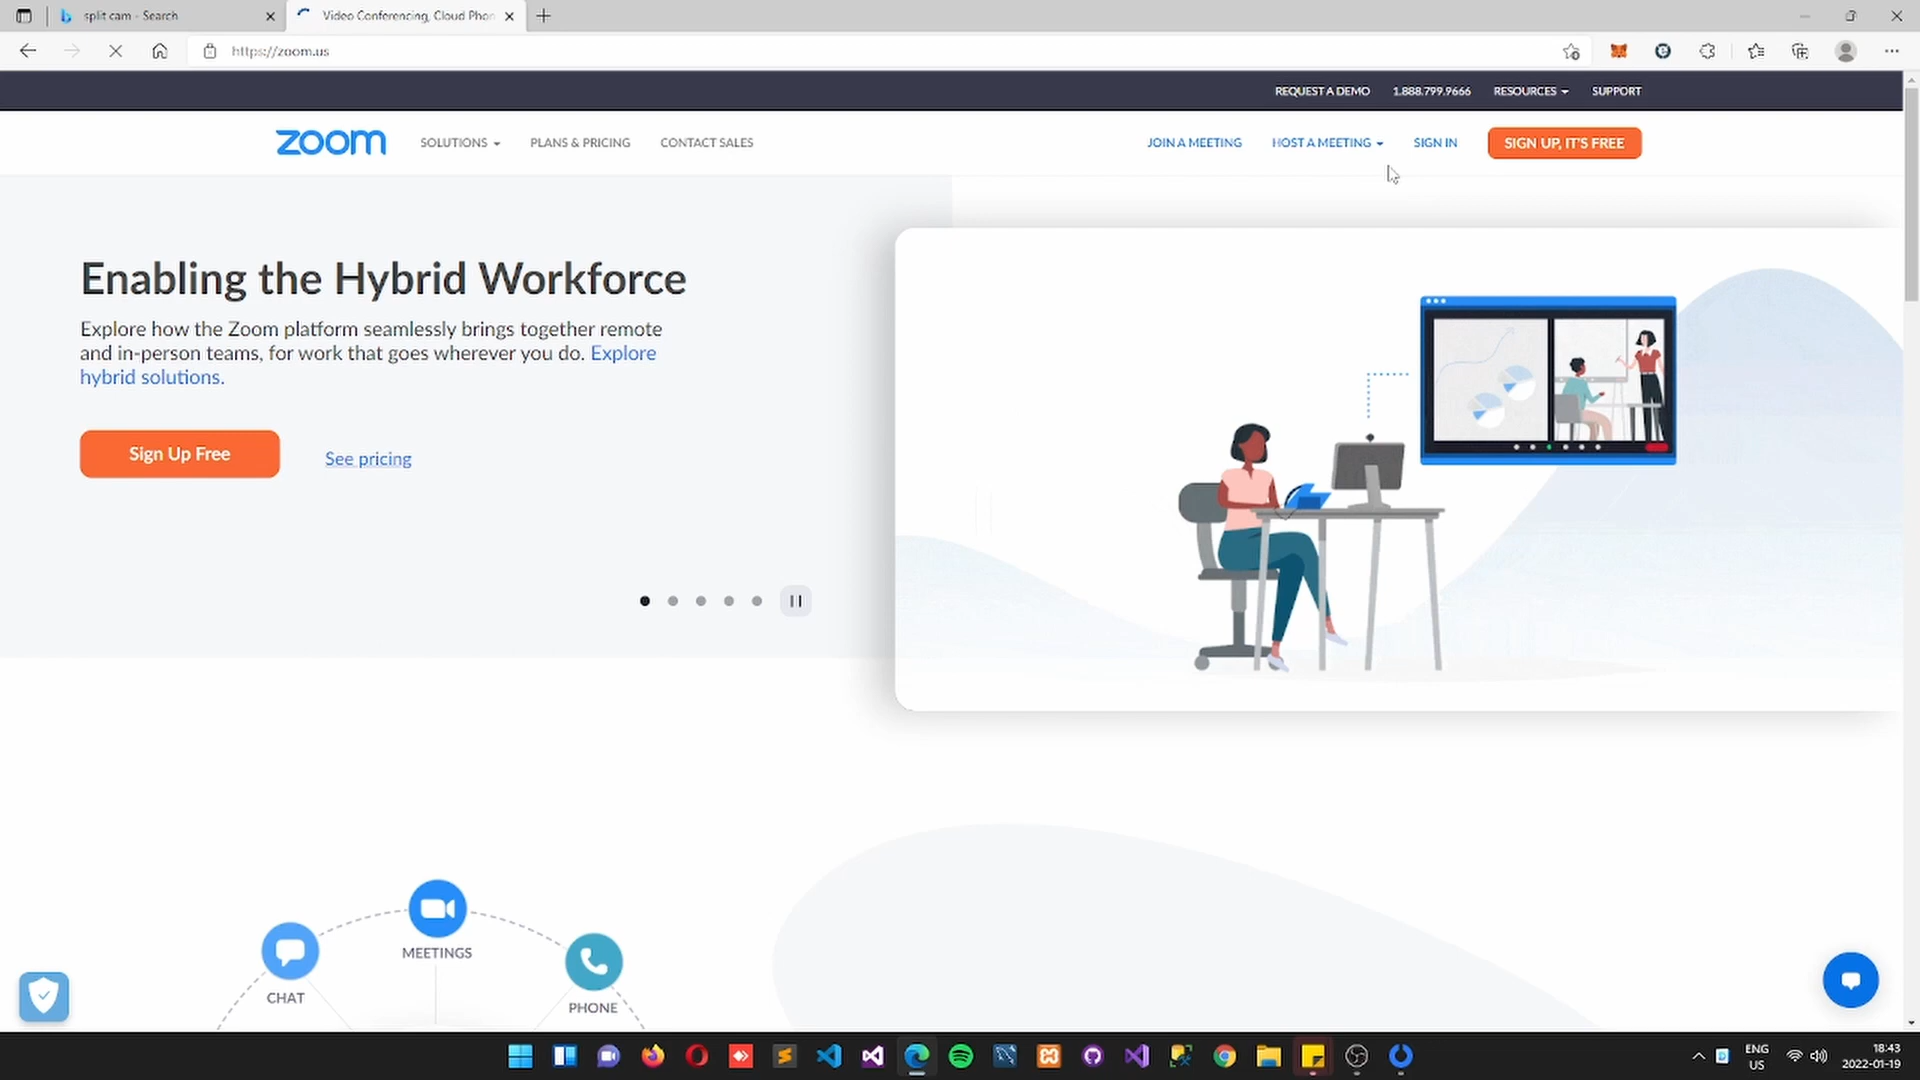 split cam - Search
Video Conferencing, Cloud Phon
https://zoom.us
REQUEST A DEMO
1.888.799.9666
RESOURCES
SUPPORT
zoom
SOLUTIONS
PLANS & PRICING
CONTACT SALES
JOIN A MEETING
HOST A MEETING
SIGN IN
SIGN UP, IT'S FREE
Enabling the Hybrid Workforce
Explore how the Zoom platform seamlessly brings together remote
and in-person teams, for work that goes wherever you do. Explore
hybrid solutions.
Sign Up Free
See pricing
MEETINGS
CHAT
PHONE
ENG
US
18:43
2022-01-19